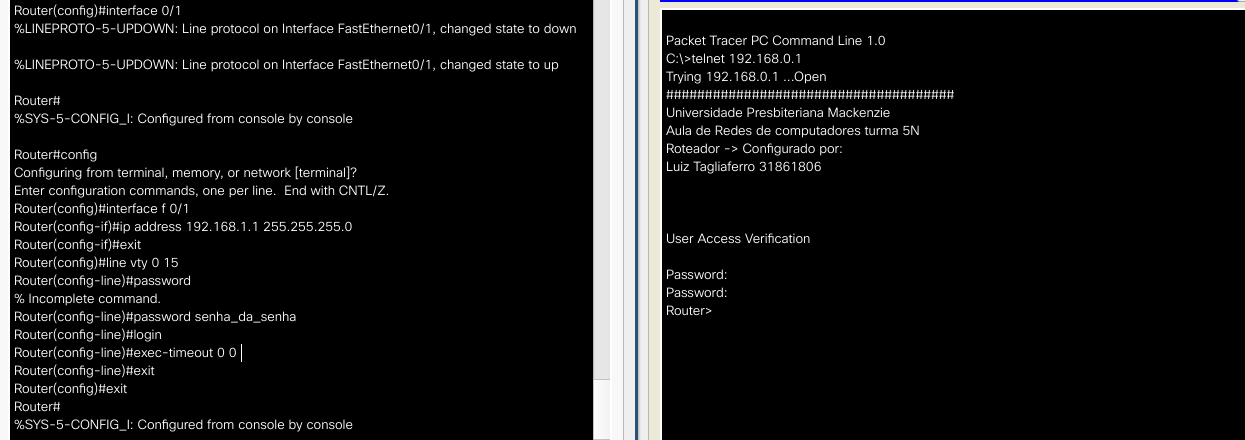 Router(config)#interface 0/1
%LINEPROTO-5-UPDOWN: Line protocol on Interface FastEthernet0/1, changed state to down
%LINEPROTO-5-UPDOWN: Line protocol on Interface FastEthernet0/1, changed state to up
Router#
%SYS-5-CONFIG_I: Configured from console by console
Router#config
Configuring from terminal, memory, or network [terminal]?
Enter configuration commands, one per line.  End with CNTL/Z.
Router(config)#interface f 0/1
Router(config-if)#ip address 192.168.1.1 255.255.255.0
Router(config-if)#exit
Router(config)#line vty 0 15
Router(config-line)#password
% Incomplete command.
Router(config-line)#password senha_da_senha
Router(config-line)#login
Router(config-line)#exec-timeout 0 0
Router(config-line)#exit
Router(config)#exit
Router#
%SYS-5-CONFIG_I: Configured from console by console
Packet Tracer PC Command Line 1.0
C:\>telnet 192.168.0.1
Trying 192.168.0.1 ...Open
######################################
Universidade Presbiteriana Mackenzie
Aula de Redes de computadores turma 5N
Roteador -> Configurado por:
Luiz Tagliaferro 31861806
User Access Verification
Password:
Password:
Router>